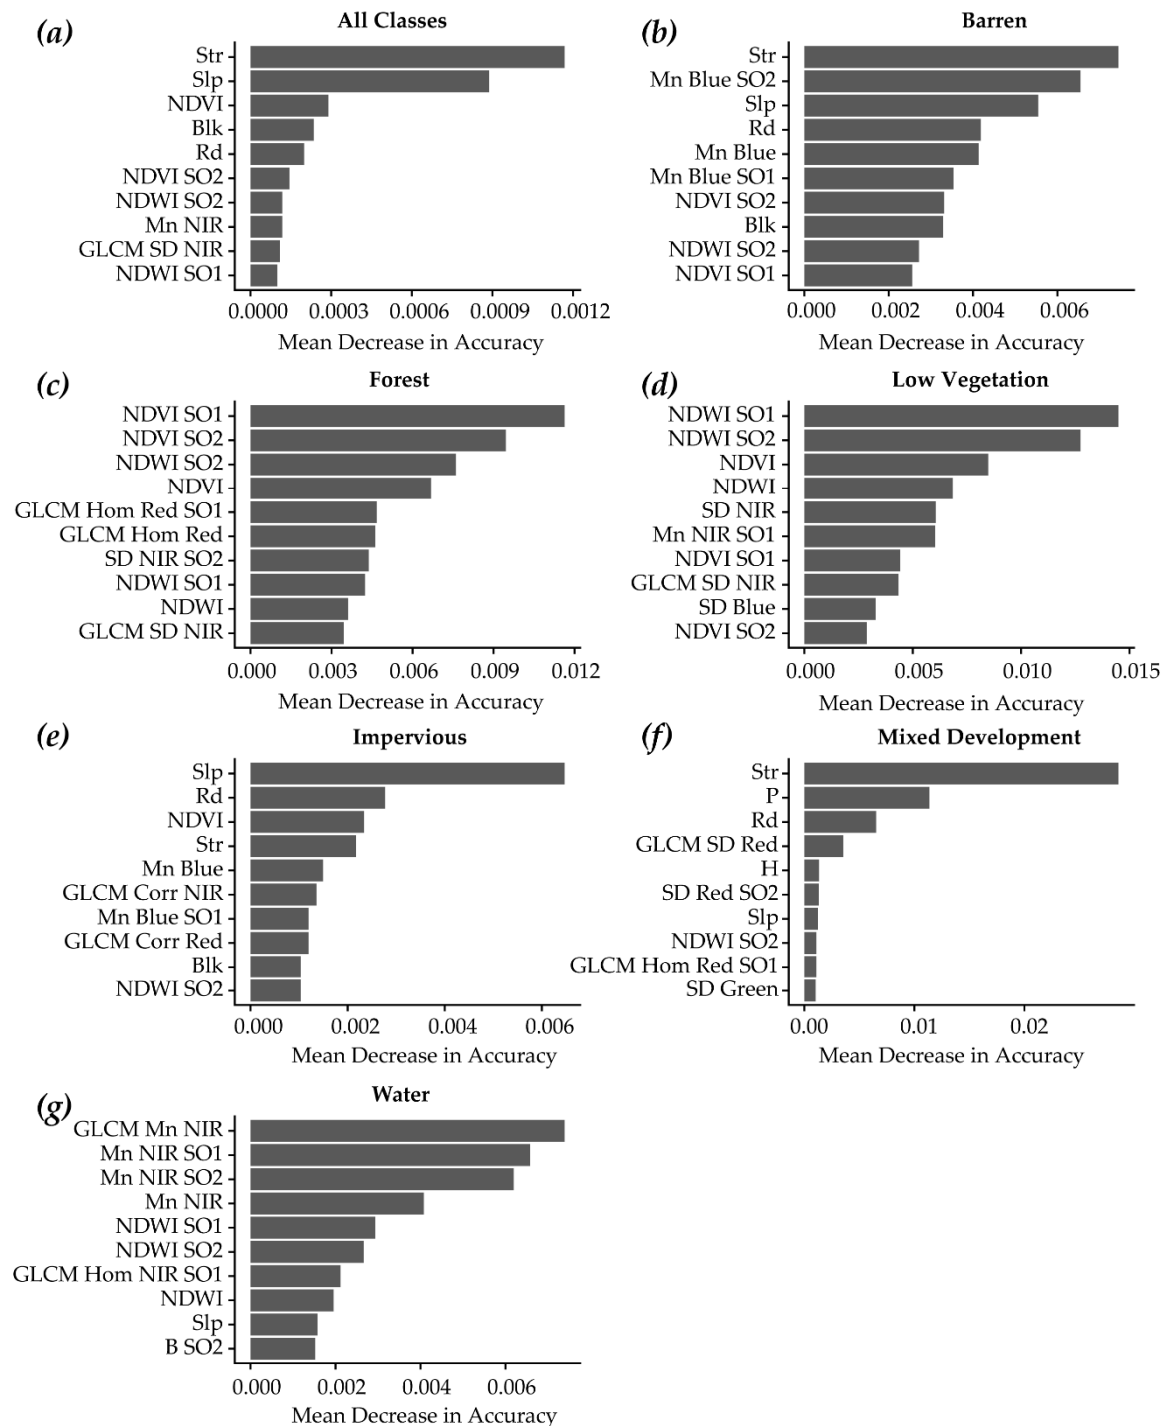 (a)
All Classes
Str
Slp
NDVI
Blk
Rd
NDVI SO2
NDWI SO2
Mn NIR
GLCM SD NIR
NDWI SO1
0.0000 0.0003 0.0006 0.0009 0.0012
Mean Decrease in Accuracy
(b)
Barren
Str
Mn Blue SO2
Slp
Rd
Mn Blue
Mn Blue SO1
NDVI SO2
Blk
NDWI SO2
NDVI SO1
0.000 0.002 0.004 0.006
Mean Decrease in Accuracy
(c)
Forest
NDVI SO1
NDVI SO2
NDWI SO2
NDVI
GLCM Hom Red SO1
GLCM Hom Red
SD NIR SO2
NDWI SO1
NDWI
GLCM SD NIR
0.000 0.003 0.006 0.009 0.012
Mean Decrease in Accuracy
(d)
Low Vegetation
NDWI SO1
NDWI SO2
NDVI
NDWI
SD NIR
Mn NIR SO1
NDVI SO1
GLCM SD NIR
SD Blue
NDVI SO2
0.000 0.005 0.010 0.015
Mean Decrease in Accuracy
(e)
Impervious
Slp
Rd
NDVI
Str
Mn Blue
GLCM Corr NIR
Mn Blue SO1
GLCM Corr Red
Blk
NDWI SO2
0.000 0.002 0.004 0.006
Mean Decrease in Accuracy
(f)
Mixed Development
Str
P
Rd
GLCM SD Red
H
SD Red SO2
Slp
NDWI SO2
GLCM Hom Red SO1
SD Green
0.00 0.01 0.02
Mean Decrease in Accuracy
(g)
Water
GLCM Mn NIR
Mn NIR SO1
Mn NIR SO2
Mn NIR
NDWI SO1
NDWI SO2
GLCM Hom NIR SO1
NDWI
Slp
B SO2
0.000 0.002 0.004 0.006
Mean Decrease in Accuracy